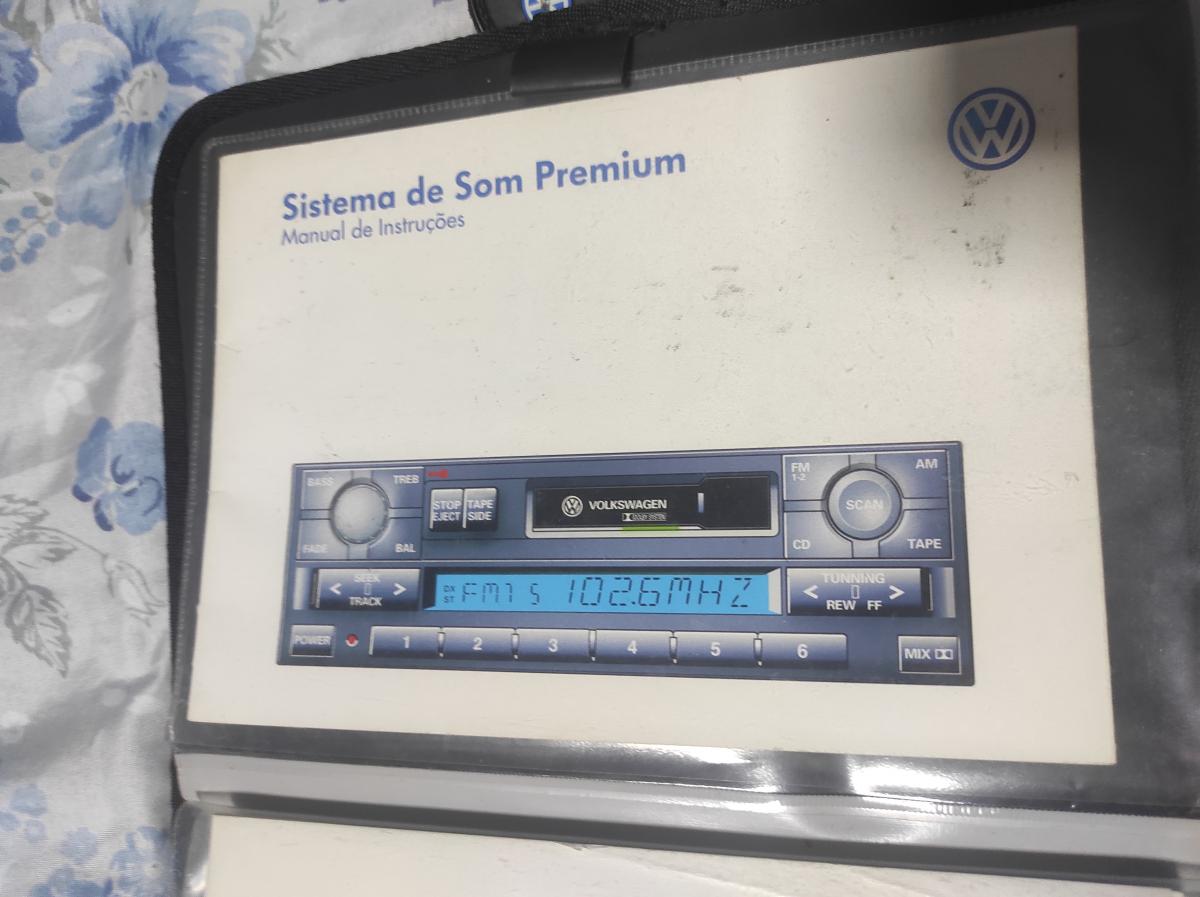 Sistema de Som Premium
Manual de Instruções
BASS TREB
FADE BAL
STOP EJECT
TAPE SIDE
VOLKSWAGEN
FM 1-2
AM
SCAN
CD
TAPE
< SEEK >
TRACK
DX
ST
FM1 5 102.6MHZ
< TUNNING >
REW FF
POWER
1 2 3 4 5 6
MIX